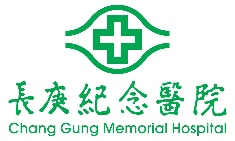 長庚紀念醫院
Chang Gung Memorial Hospital